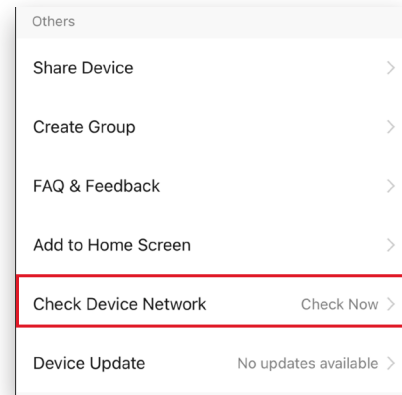 Others
Share Device
Create Group
FAQ & Feedback
Add to Home Screen
Check Device Network Check Now
Device Update No updates available